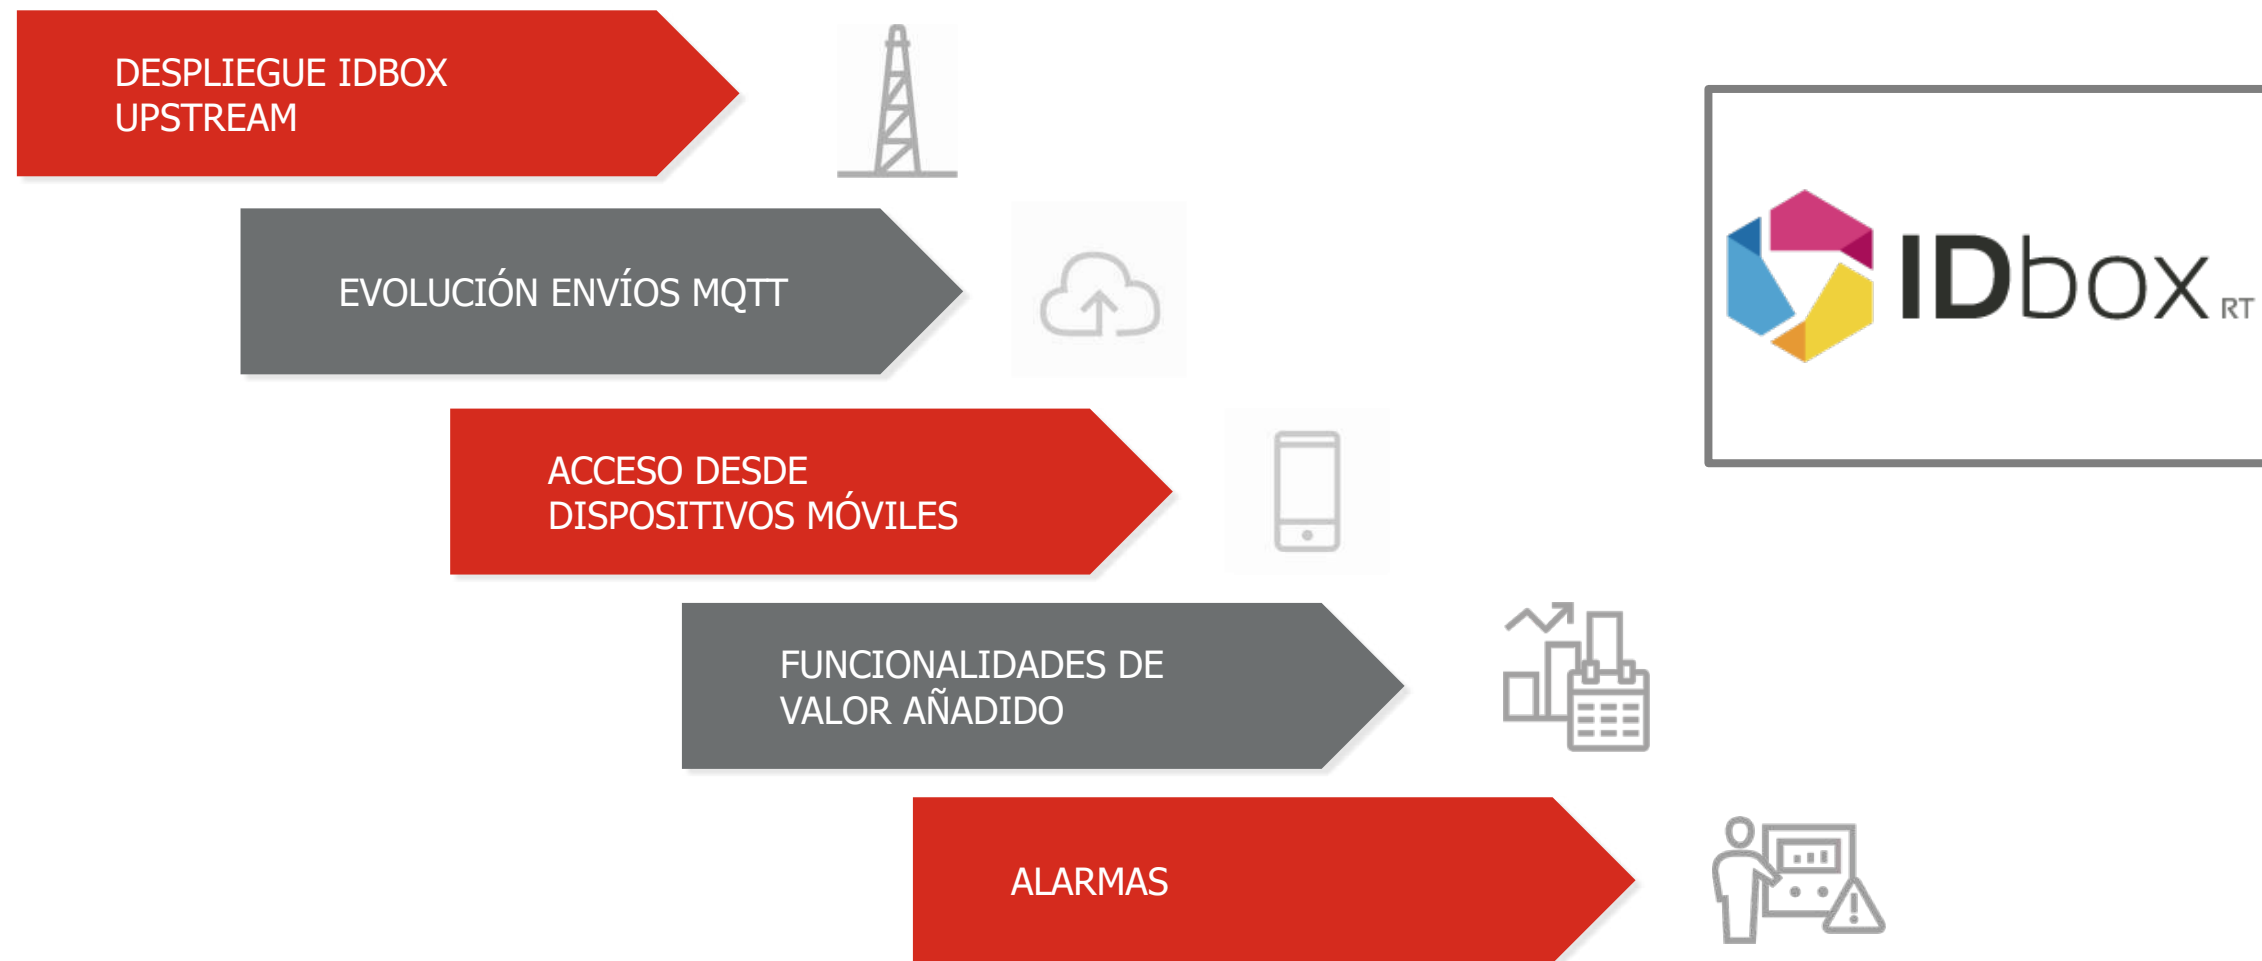 DESPLIEGUE IDBOX
UPSTREAM
EVOLUCIÓN ENVÍOS MQTT
IDbox RT
ACCESO DESDE
DISPOSITIVOS MÓVILES
FUNCIONALIDADES DE
VALOR AÑADIDO
ALARMAS